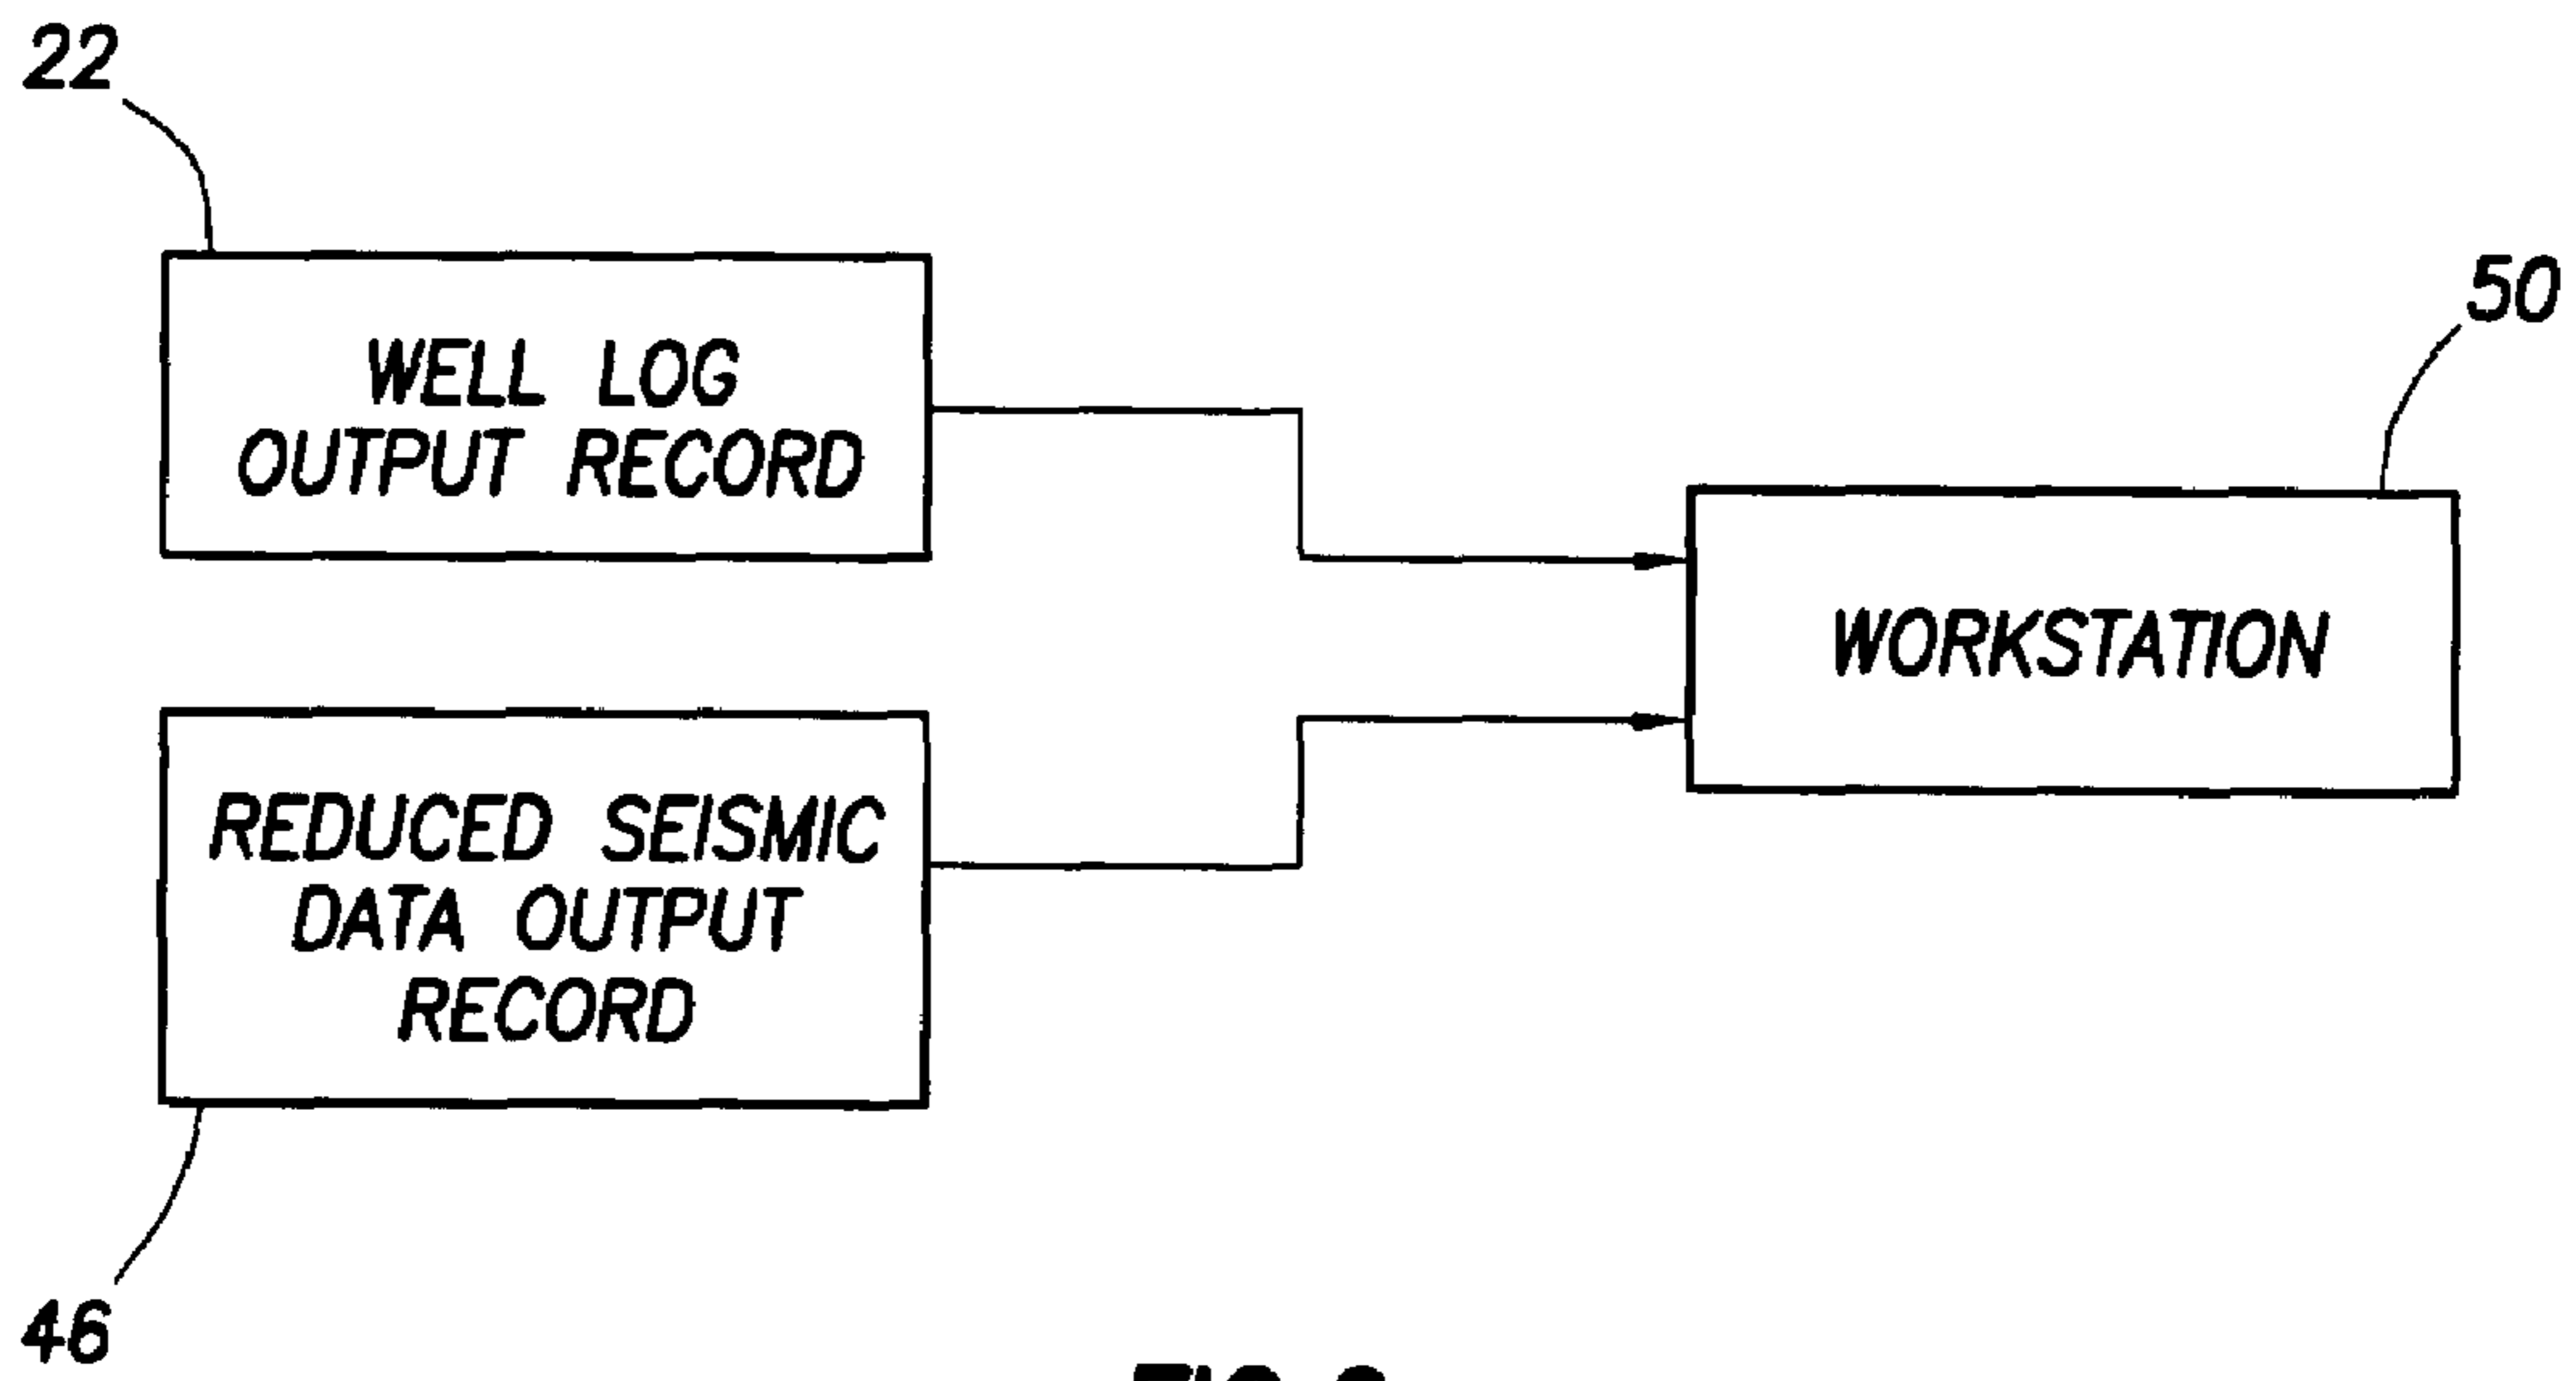 22
WELL LOG
OUTPUT RECORD
50
WORKSTATION
REDUCED SEISMIC
DATA OUTPUT
RECORD
46